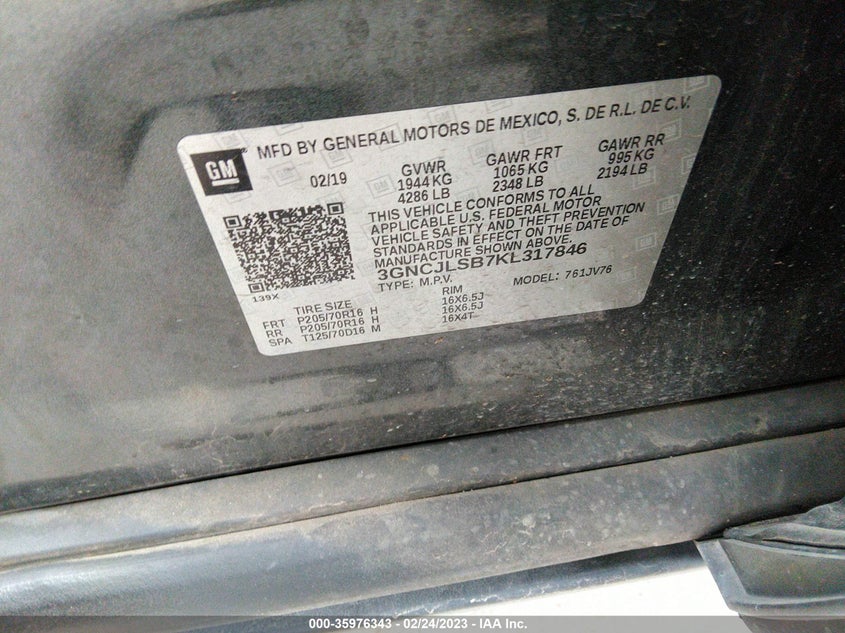 GM
MFD BY GENERAL MOTORS DE MEXICO, S. DE R.L. DE C.V.
02/19 GVWR GAWR FRT GAWR RR
1944 KG 1065 KG 995 KG
4286 LB 2348 LB 2194 LB
THIS VEHICLE CONFORMS TO ALL
APPLICABLE U.S. FEDERAL MOTOR
VEHICLE SAFETY AND THEFT PREVENTION
STANDARDS IN EFFECT ON THE DATE OF
MANUFACTURE SHOWN ABOVE.
3GNCJLSB7KL317846
TYPE: M.P.V. MODEL: 761JV76
139X
TIRE SIZE RIM
FRT P205/70R16 H 16X6.5J
RR P205/70R16 H 16X6.5J
SPA T125/70D16 M 16X4T
000-35976343 - 02/24/2023 - IAA Inc.